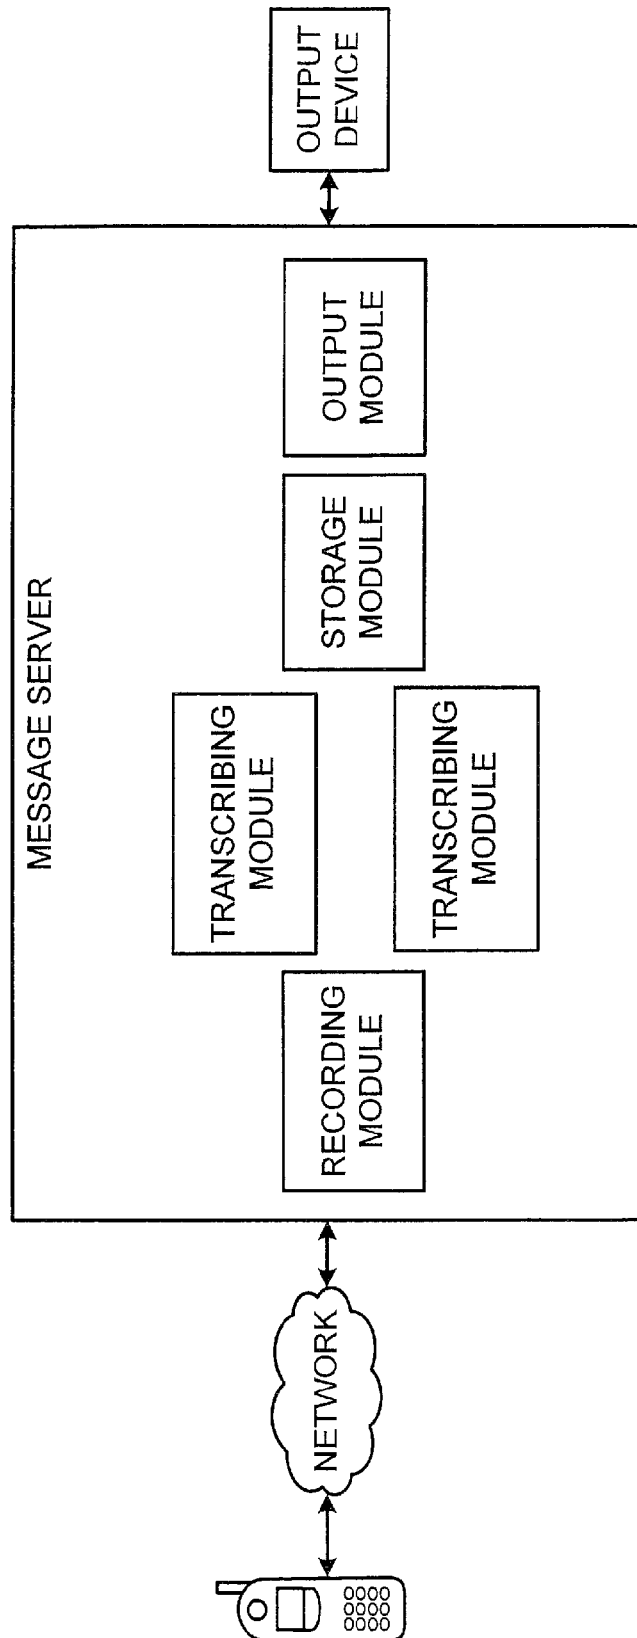 MESSAGE SERVER
NETWORK
RECORDING
MODULE
TRANSCRIBING
MODULE
TRANSCRIBING
MODULE
STORAGE
MODULE
OUTPUT
MODULE
OUTPUT
DEVICE